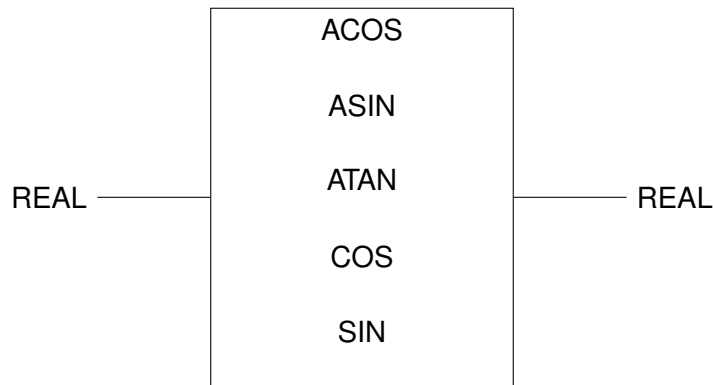 ACOS
ASIN
ATAN
REAL
REAL
COS
SIN